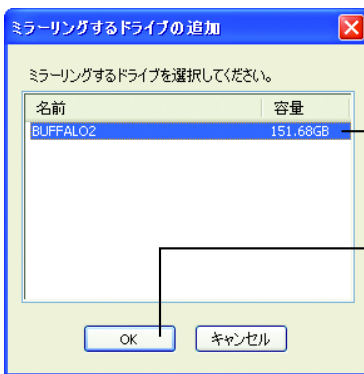 ミラーリングするドライブの追加
ミラーリングするドライブを選択してください。
名前 容量
BUFFALO2 151.68GB
OK キャンセル